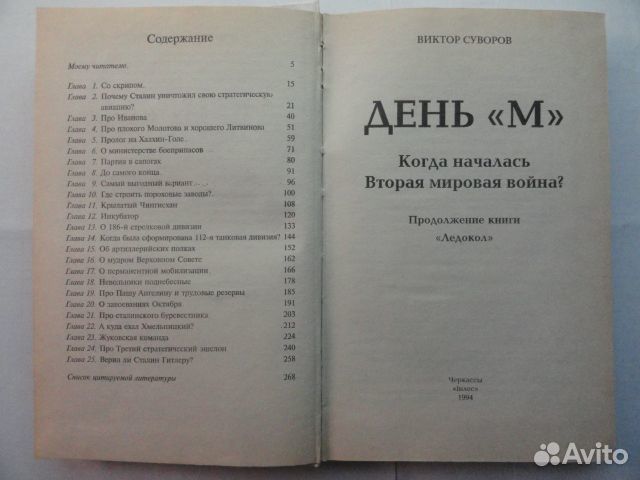 Содержание
Моему читателю. 5
Глава 1. Со скрипом. 15
Глава 2. Почему Сталин уничтожил свою стратегическую
авиацию? 21
Глава 3. Про Иванова 40
Глава 4. Про плохого Молотова и хорошего Литвинова 51
Глава 5. Пролог на Халхин-Голе 59
Глава 6. О министерстве боеприпасов 71
Глава 7. Партия в сапогах 80
Глава 8. До самого конца 91
Глава 9. Самый выгодный вариант 96
Глава 10. Где строить пороховые заводы? 100
Глава 11. Крылатый Чингисхан 108
Глава 12. Инкубатор 120
Глава 13. О 186-й стрелковой дивизии 133
Глава 14. Когда была сформирована 112-я танковая дивизия? 144
Глава 15. Об артиллерийских полках 152
Глава 16. О мудром Верховном Совете 162
Глава 17. О перманентной мобилизации 166
Глава 18. Невольники поднебесные 178
Глава 19. Про Пашу Ангелину и трудовые резервы 185
Глава 20. О завоеваниях Октября 191
Глава 21. Про сталинского буревестника 203
Глава 22. А куда ехал Хмельницкий? 212
Глава 23. Жуковская команда 224
Глава 24. Про Третий стратегический эшелон 240
Глава 25. Верил ли Сталин Гитлеру? 258
Список цитируемой литературы 268
ВИКТОР СУВОРОВ
ДЕНЬ «М»
Когда началась
Вторая мировая война?
Продолжение книги
«Ледокол»
Черкассы
«Інлес»
1994
Avito